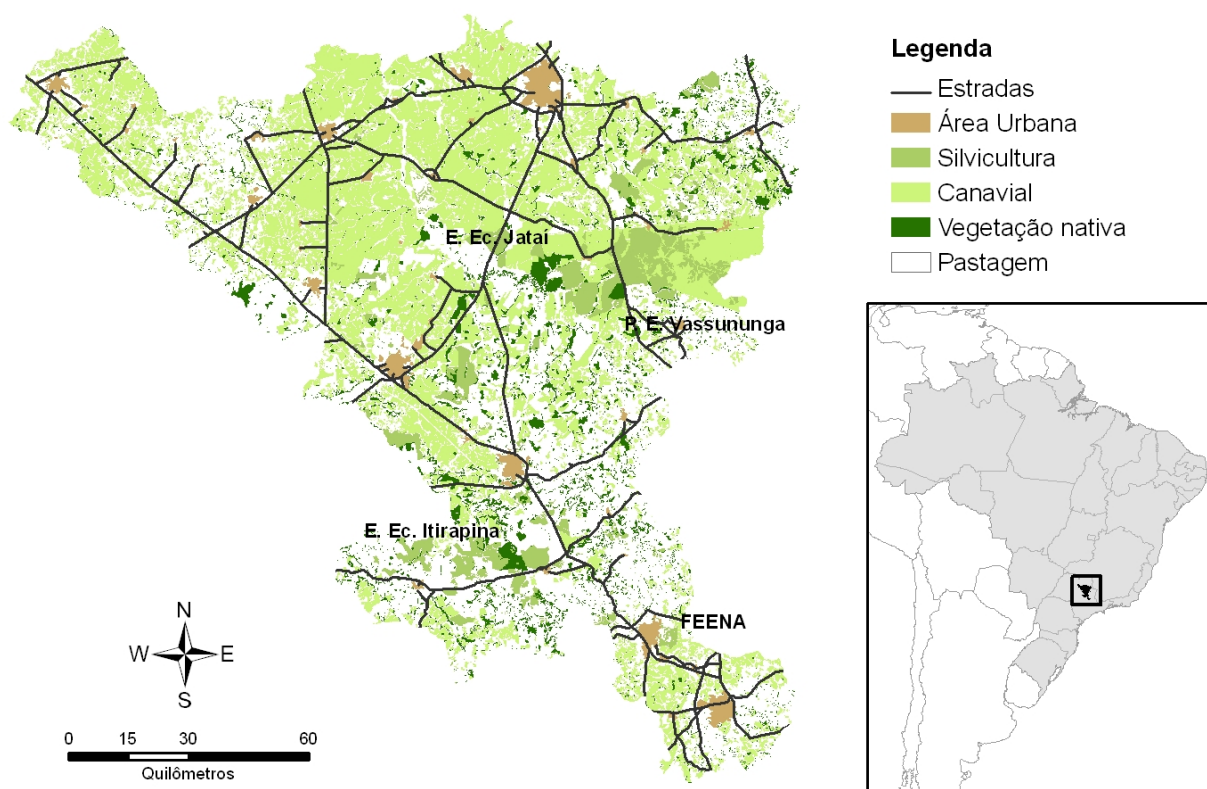 Legenda
Estradas
Área Urbana
Silvicultura
Canavial
Vegetação nativa
Pastagem
E. Ec. Jataí
P. E. Vassununga
E. Ec. Itirapina
FEENA
N
W E
S
0 15 30 60
Quilômetros